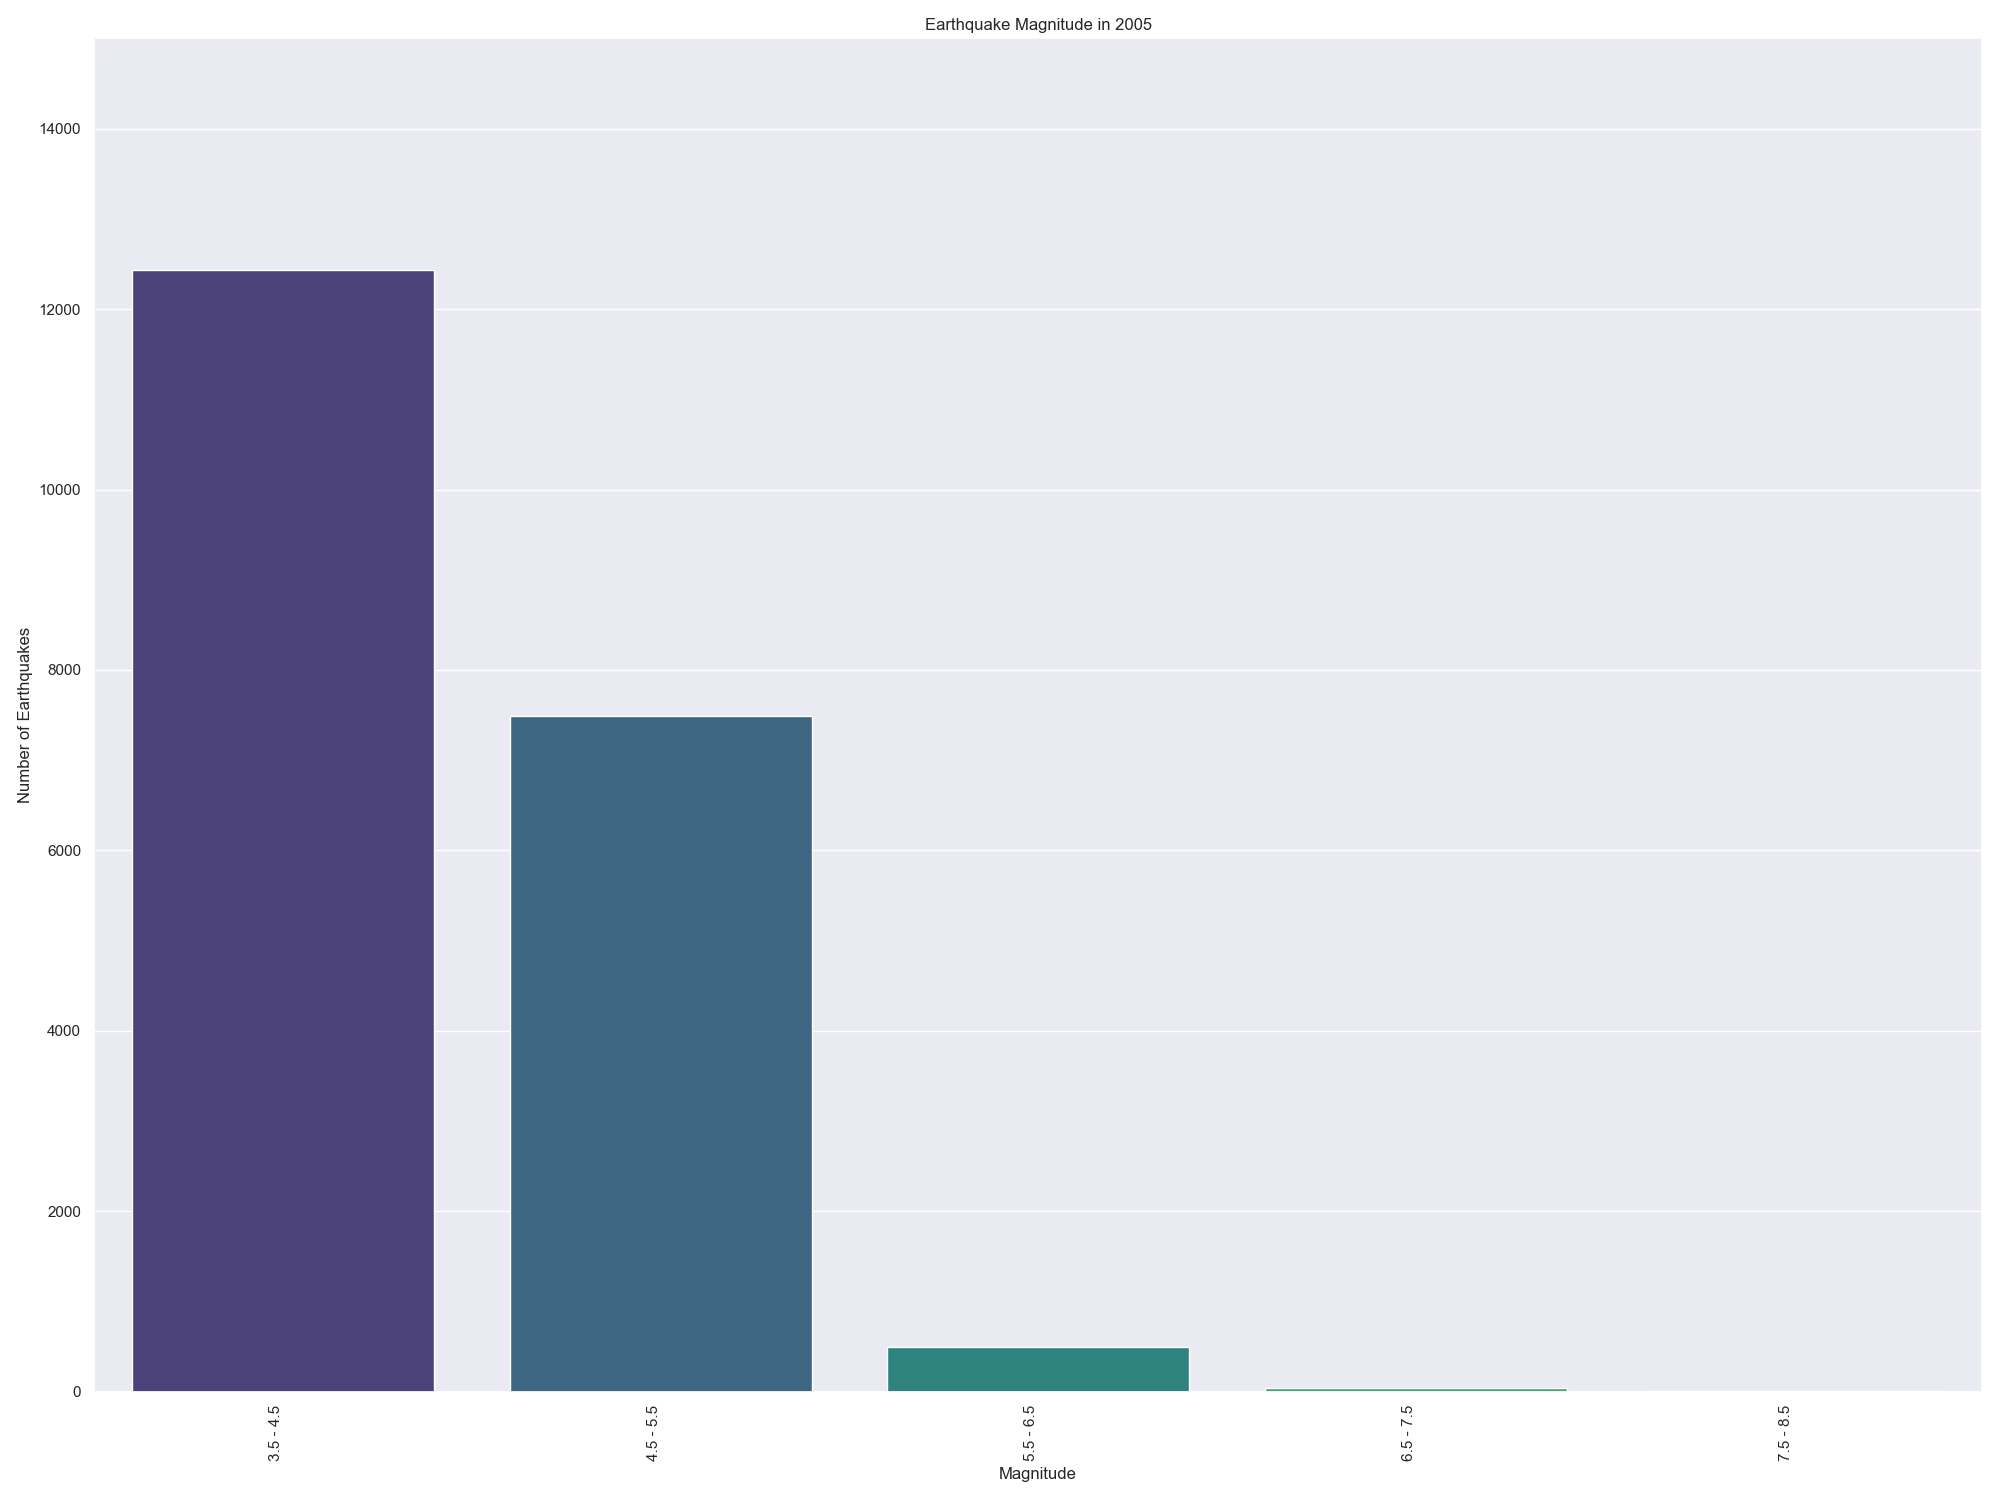 Earthquake Magnitude in 2005
14000
12000
10000
8000
6000
4000
2000
0
Number of Earthquakes
3.5 - 4.5
4.5 - 5.5
5.5 - 6.5
6.5 - 7.5
7.5 - 8.5
Magnitude